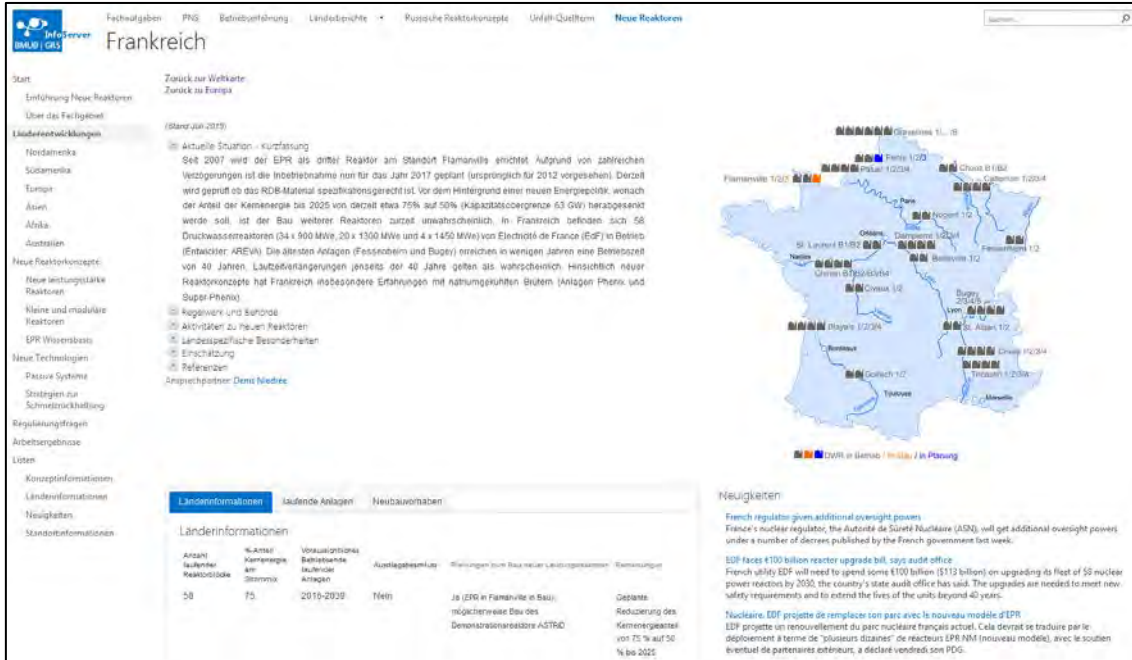 Fachaufgaben PNS Betriebserfahrung Länderberichte Russische Reaktorkonzepte Unfall-Quellterm Neue Reaktoren
Suchen...
InfoServer
BMUB | GRS
Frankreich
Start
Einführung Neue Reaktoren
Über das Fachgebiet
Länderentwicklungen
Nordamerika
Südamerika
Europa
Asien
Afrika
Australien
Neue Reaktorkonzepte
Neue leistungsstarke
Reaktoren
Kleine und modulare
Reaktoren
EPR Wissensbasis
Neue Technologien
Passive Systeme
Strategien zur
Schmelzrückhaltung
Regulierungsfragen
Arbeitsergebnisse
Listen
Konzeptinformationen
Länderinformationen
Neuigkeiten
Standortinformationen
Zurück zur Weltkarte
Zurück zu Europa
(Stand Jun 2015)
Aktuelle Situation - Kurzfassung
Seit 2007 wird der EPR als dritter Reaktor am Standort Flamanville errichtet. Aufgrund von zahlreichen
Verzögerungen ist die Inbetriebnahme nun für das Jahr 2017 geplant (ursprünglich für 2012 vorgesehen). Derzeit
wird geprüft ob das RDB-Material spezifikationsgerecht ist. Vor dem Hintergrund einer neuen Energiepolitik, wonach
der Anteil der Kernenergie bis 2025 von derzeit etwa 75% auf 50% (Kapazitätsobergrenze 63 GW) herabgesenkt
werde soll, ist der Bau weiterer Reaktoren zurzeit unwahrscheinlich. In Frankreich befinden sich 58
Druckwasserreaktoren (34 x 900 MWe, 20 x 1300 MWe und 4 x 1450 MWe) von Electricité de France (EdF) in Betrieb
(Entwickler: AREVA). Die ältesten Anlagen (Fessenheim und Bugey) erreichen in wenigen Jahren eine Betriebszeit
von 40 Jahren. Laufzeitverlängerungen jenseits der 40 Jahre gelten als wahrscheinlich. Hinsichtlich neuer
Reaktorkonzepte hat Frankreich insbesondere Erfahrungen mit natriumgekühlten Brütern (Anlagen Phenix und
Super-Phenix).
Regelwerk und Behörde
Aktivitäten zu neuen Reaktoren
Landesspezifische Besonderheiten
Einschätzung
Referenzen
Ansprechpartner: Denis Niedrée
Gravelines 1/.../6
Penly 1/2/3
Paluel 1/2/3/4
Flamanville 1/2/3
Chooz B1/B2
Cattenom 1/2/3/4
Paris
Nogent 1/2
Orléans
Dampierre 1/2/3/4
St. Laurent B1/B2
Fessenheim 1/2
Belleville 1/2
Nantes
Chinon B1/B2/B3/B4
Civaux 1/2
Bugey
2/3/4/5
Lyon
St. Alban 1/2
Blayais 1/2/3/4
Bordeaux
Cruas 1/2/3/4
Tricastin 1/2/3/4
Golfech 1/2
Toulouse
Marseille
DWR in Betrieb / in Bau / in Planung
Länderinformationen laufende Anlagen Neubauvorhaben
Länderinformationen
Anzahl
laufender
Reaktorblöcke
%-Anteil
Kernenergie
am
Strommix
Voraussichtliches
Betriebsende
laufender
Anlagen
Ausstiegsbeschluss
Planungen zum Bau neuer Leistungsreaktoren
Bemerkungen
58
75
2016-2039
Nein
Ja (EPR in Flamanville in Bau),
möglicherweise Bau des
Demonstrationsreaktors ASTRID
Geplante
Reduzierung des
Kernenergieanteil
von 75 % auf 50
% bis 2025
Neuigkeiten
French regulator given additional oversight powers
France's nuclear regulator, the Autorité de Sûreté Nucléaire (ASN), will get additional oversight powers
under a number of decrees published by the French government last week.
EDF faces €100 billion reactor upgrade bill, says audit office
French utility EDF will need to spend some €100 billion ($113 billion) on upgrading its fleet of 58 nuclear
power reactors by 2030, the country's state audit office has said. The upgrades are needed to meet new
safety requirements and to extend the lives of the units beyond 40 years.
Nucléaire, EDF projette de remplacer son parc avec le nouveau modèle d'EPR
EDF projette un renouvellement du parc nucléaire français actuel. Cela devrait se traduire par le
déploiement à terme de "plusieurs dizaines" de réacteurs EPR NM (nouveau modèle), avec le soutien
éventuel de partenaires extérieurs, a déclaré vendredi son PDG.